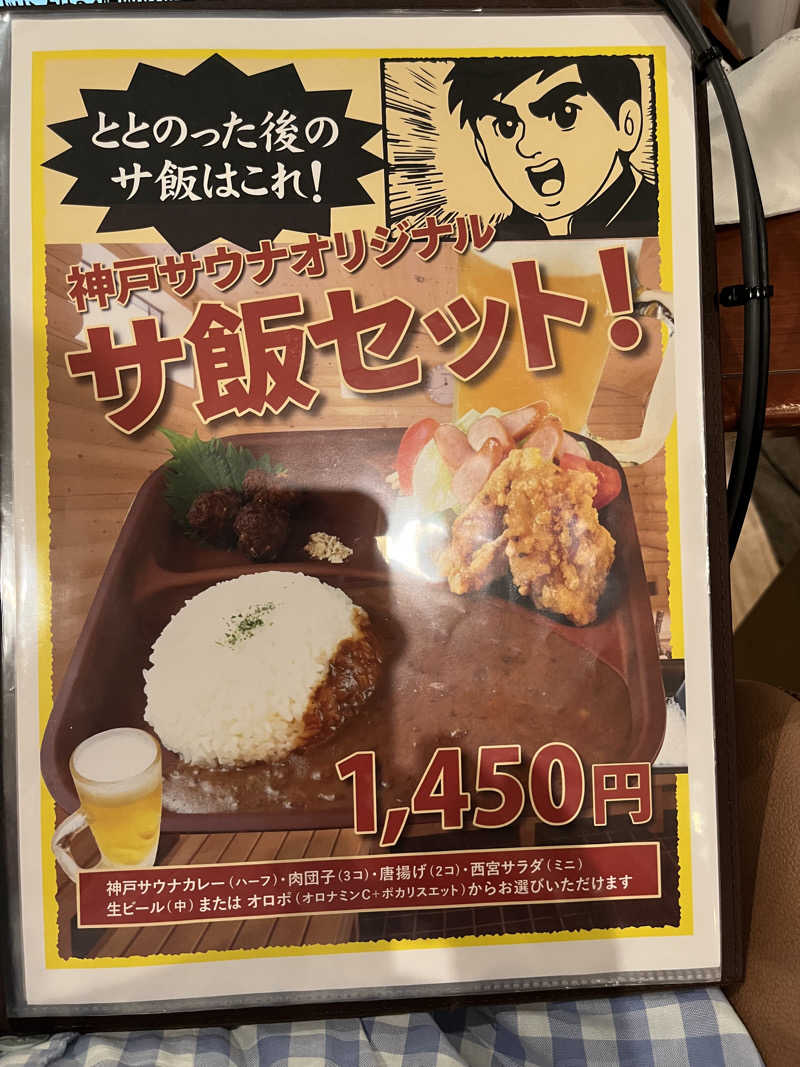 ととのった後の
サ飯はこれ!
神戸サウナオリジナル
サ飯セット!
1,450円
神戸サウナカレー(ハーフ)・肉団子(3コ)・唐揚げ(2コ)・西宮サラダ(ミニ)
生ビール(中)または オロポ(オロナミンC+ポカリスエット)からお選びいただけます